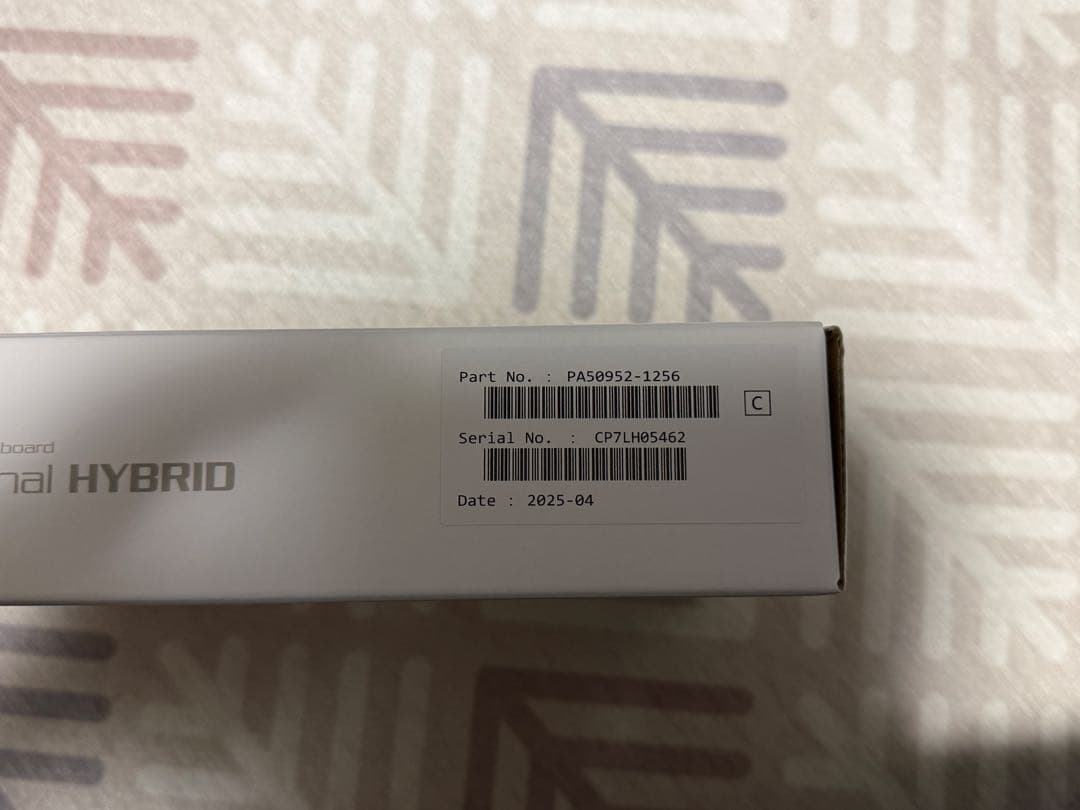 board
nal HYBRID
Part No. : PA50952-1256
C
Serial No. : CP7LH05462
Date : 2025-04